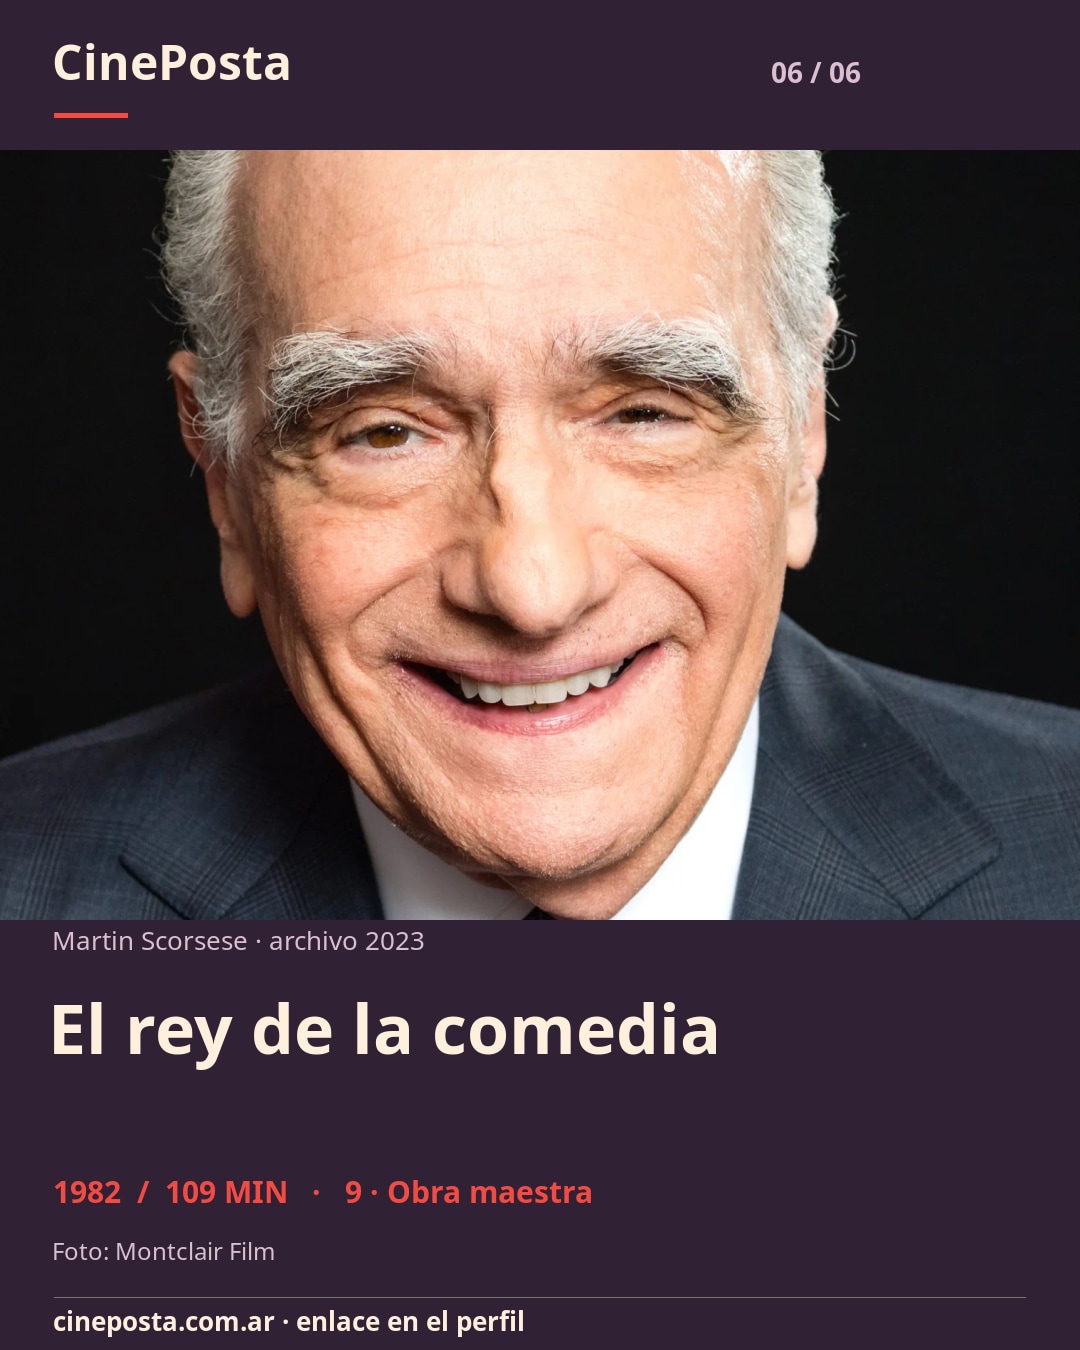 CinePosta
06 / 06
Martin Scorsese · archivo 2023
El rey de la comedia
1982 / 109 MIN · 9 · Obra maestra
Foto: Montclair Film
cineposta.com.ar · enlace en el perfil